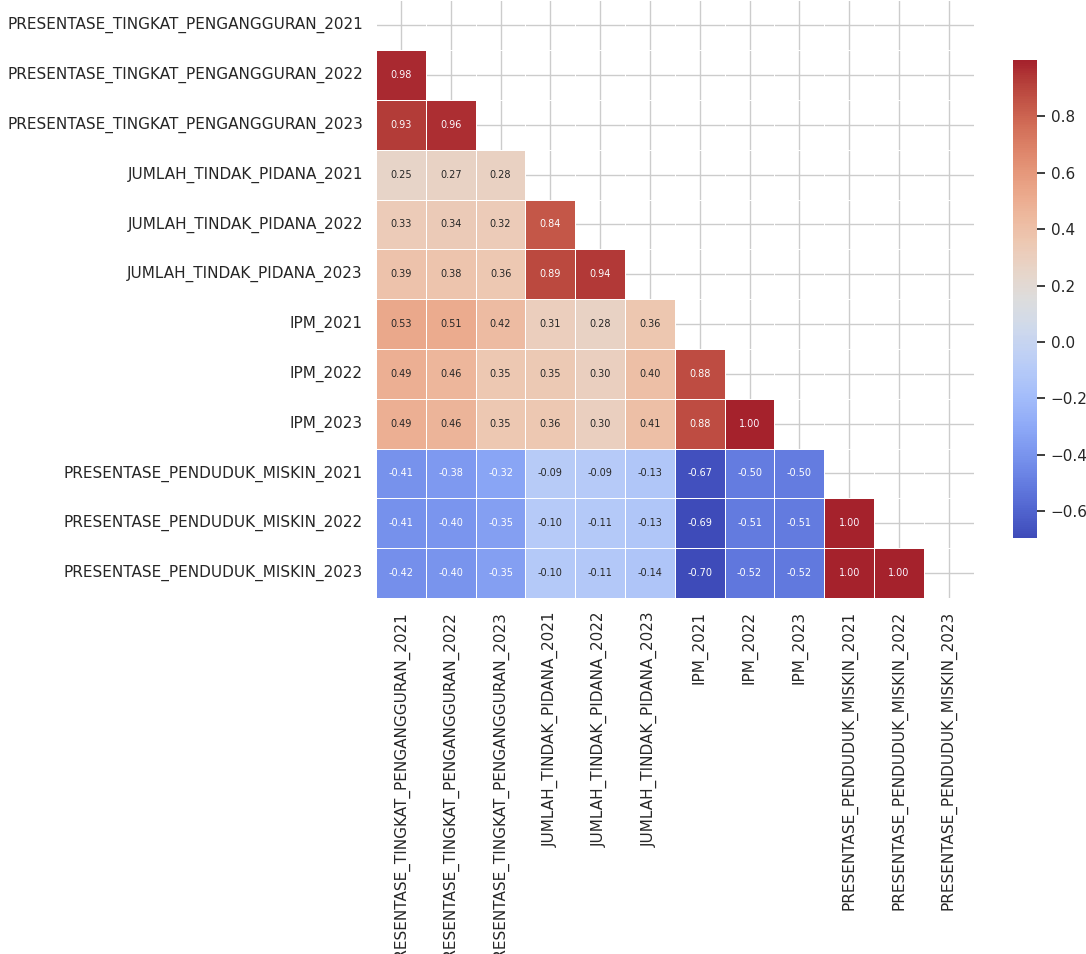 PRESENTASE_TINGKAT_PENGANGGURAN_2021
PRESENTASE_TINGKAT_PENGANGGURAN_2022 0.98
PRESENTASE_TINGKAT_PENGANGGURAN_2023 0.93 0.96
JUMLAH_TINDAK_PIDANA_2021 0.25 0.27 0.28
JUMLAH_TINDAK_PIDANA_2022 0.33 0.34 0.32 0.84
JUMLAH_TINDAK_PIDANA_2023 0.39 0.38 0.36 0.89 0.94
IPM_2021 0.53 0.51 0.42 0.31 0.28 0.36
IPM_2022 0.49 0.46 0.35 0.35 0.30 0.40 0.88
IPM_2023 0.49 0.46 0.35 0.36 0.30 0.41 0.88 1.00
PRESENTASE_PENDUDUK_MISKIN_2021 -0.41 -0.38 -0.32 -0.09 -0.09 -0.13 -0.67 -0.50 -0.50
PRESENTASE_PENDUDUK_MISKIN_2022 -0.41 -0.40 -0.35 -0.10 -0.11 -0.13 -0.69 -0.51 -0.51 1.00
PRESENTASE_PENDUDUK_MISKIN_2023 -0.42 -0.40 -0.35 -0.10 -0.11 -0.14 -0.70 -0.52 -0.52 1.00 1.00
RESENTASE_TINGKAT_PENGANGGURAN_2021
RESENTASE_TINGKAT_PENGANGGURAN_2022
RESENTASE_TINGKAT_PENGANGGURAN_2023
JUMLAH_TINDAK_PIDANA_2021
JUMLAH_TINDAK_PIDANA_2022
JUMLAH_TINDAK_PIDANA_2023
IPM_2021
IPM_2022
IPM_2023
PRESENTASE_PENDUDUK_MISKIN_2021
PRESENTASE_PENDUDUK_MISKIN_2022
PRESENTASE_PENDUDUK_MISKIN_2023
0.8
0.6
0.4
0.2
0.0
−0.2
−0.4
−0.6